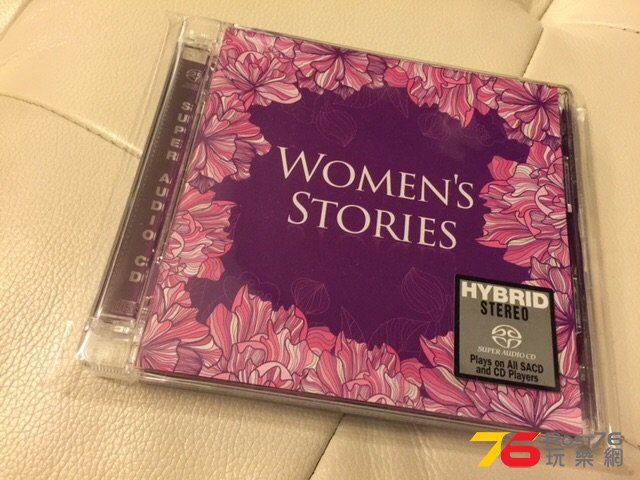 SUPER AUDIO CD
WOMEN'S
STORIES
HYBRID
STEREO
SUPER AUDIO CD
Plays on All SACD
and CD Players
76
Post76
玩樂網